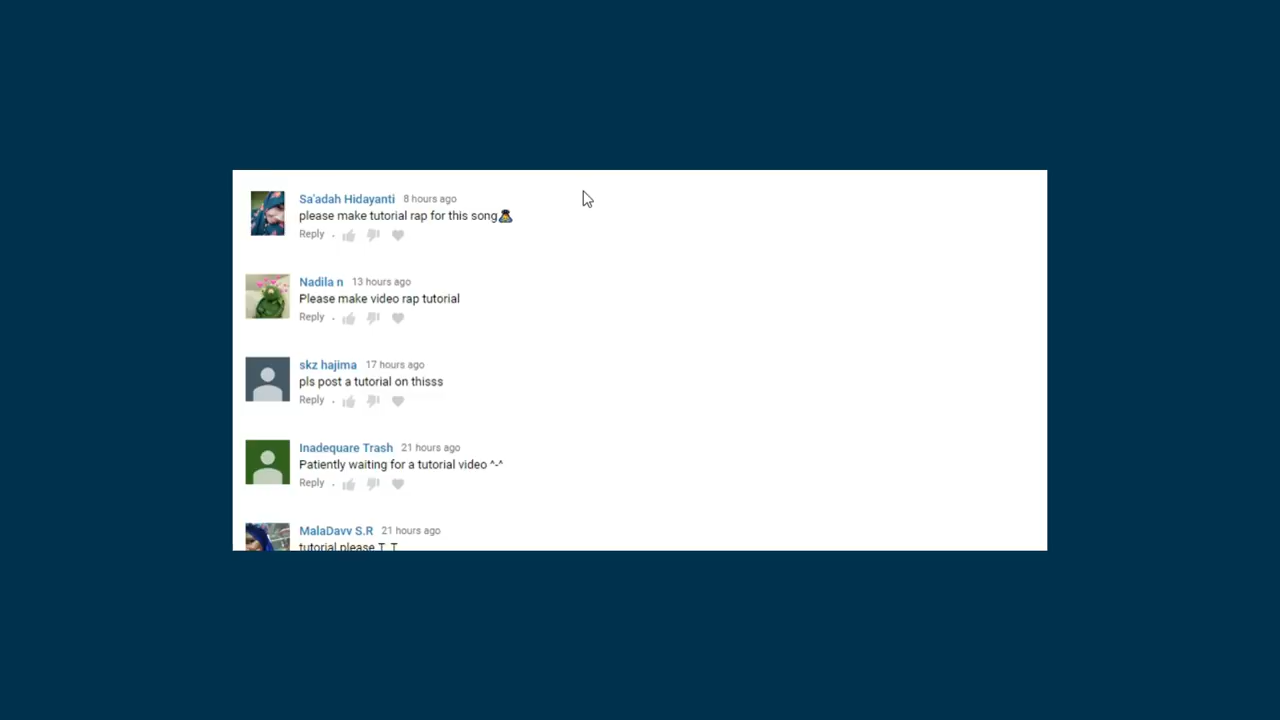 Sa'adah Hidayanti 8 hours ago
please make tutorial rap for this song🙇
Reply .
Nadila n 13 hours ago
Please make video rap tutorial
Reply .
skz hajima 17 hours ago
pls post a tutorial on thisss
Reply .
Inadequare Trash 21 hours ago
Patiently waiting for a tutorial video ^-^
Reply .
MalaDavv S.R 21 hours ago
tutorial please T_T